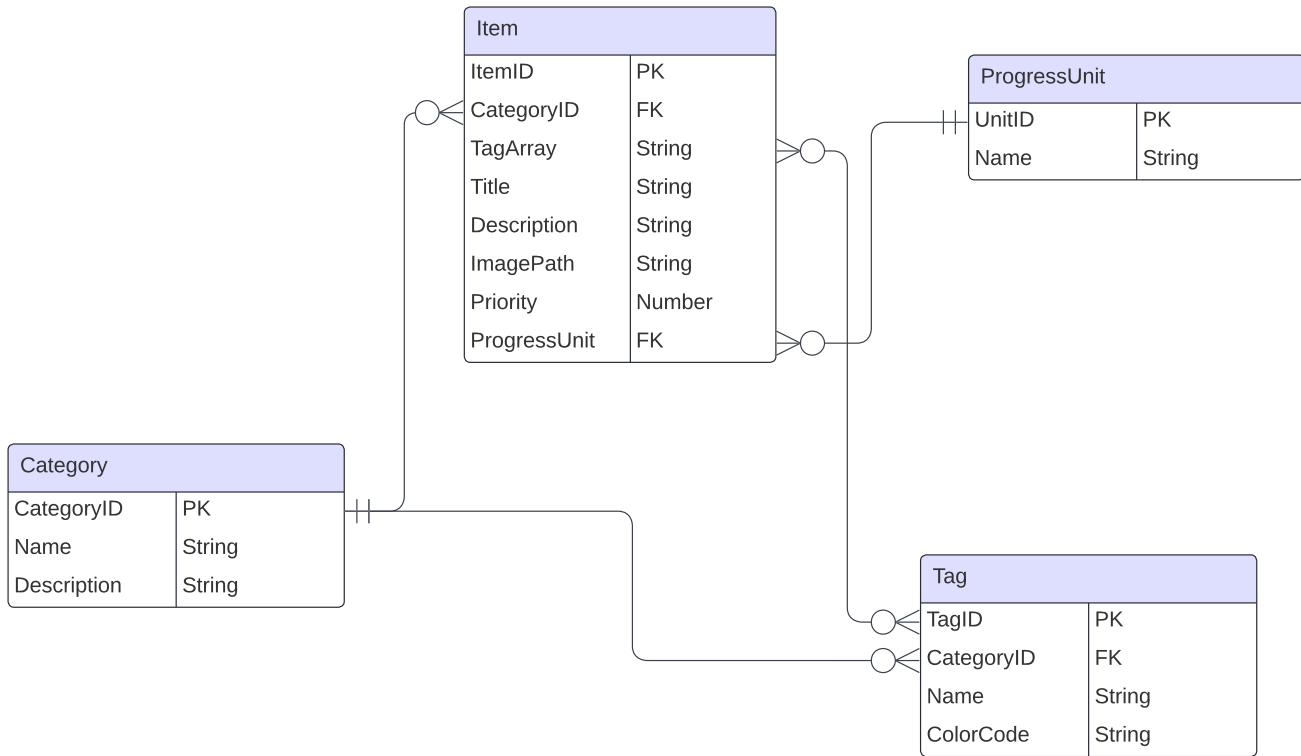 Item
ItemID PK
CategoryID FK
TagArray String
Title String
Description String
ImagePath String
Priority Number
ProgressUnit FK
ProgressUnit
UnitID PK
Name String
Category
CategoryID PK
Name String
Description String
Tag
TagID PK
CategoryID FK
Name String
ColorCode String